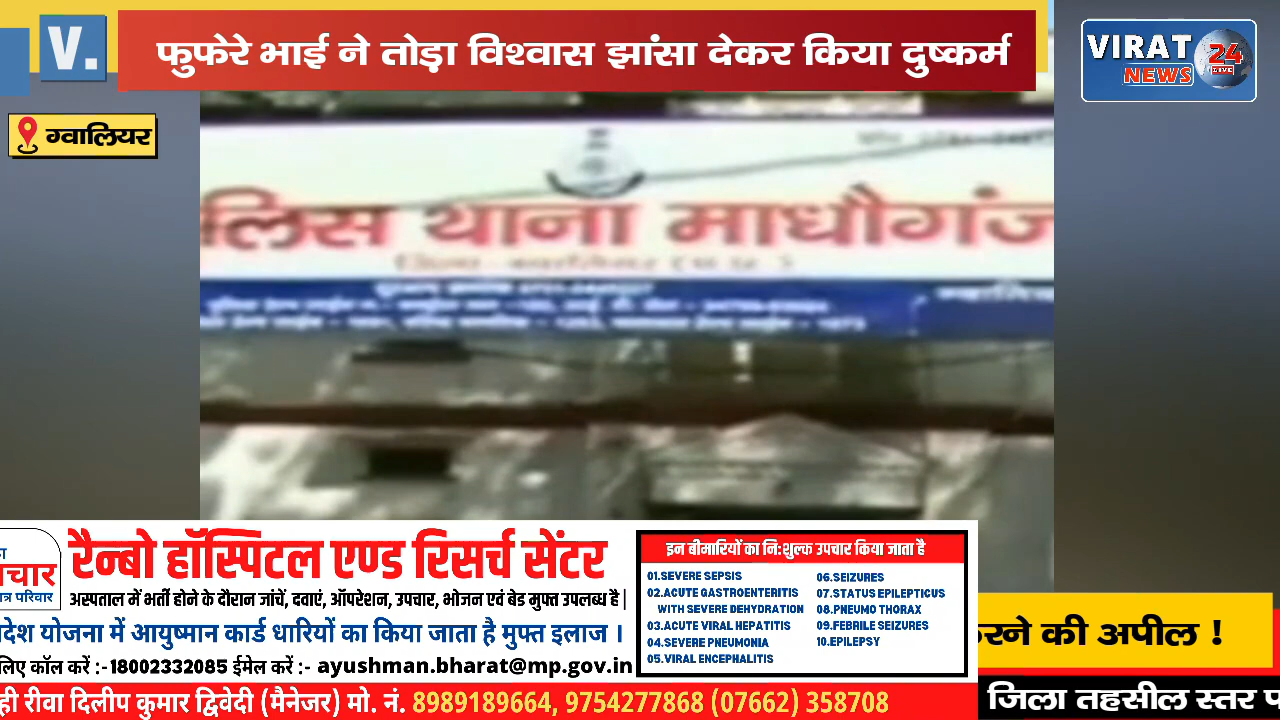 V.
फुफेरे भाई ने तोड़ा विश्वास झांसा देकर किया दुष्कर्म
VIRAT
NEWS
24
LIVE
ग्वालियर
लिस थाना माधौगंज
रैन्बो हॉस्पिटल एण्ड रिसर्च सेंटर
अस्पताल में भर्ती होने के दौरान जांचें, दवाएं, ऑपरेशन, उपचार, भोजन एवं बेड मुफ्त उपलब्ध है |
चार
त्र परिवार
देश योजना में आयुष्मान कार्ड धारियों का किया जाता है मुफ्त इलाज ।
लिए कॉल करें :-18002332085 ईमेल करें :- ayushman.bharat@mp.gov.in
इन बीमारियों का नि:शुल्क उपचार किया जाता है
01.SEVERE SEPSIS
02.ACUTE GASTROENTERITIS
WITH SEVERE DEHYDRATION
03.ACUTE VIRAL HEPATITIS
04.SEVERE PNEUMONIA
05.VIRAL ENCEPHALITIS
06.SEIZURES
07.STATUS EPILEPTICUS
08.PNEUMO THORAX
09.FEBRILE SEIZURES
10.EPILEPSY
करने की अपील !
ही रीवा दिलीप कुमार द्विवेदी (मैनेजर) मो. नं. 8989189664, 9754277868 (07662) 358708
जिला तहसील स्तर प